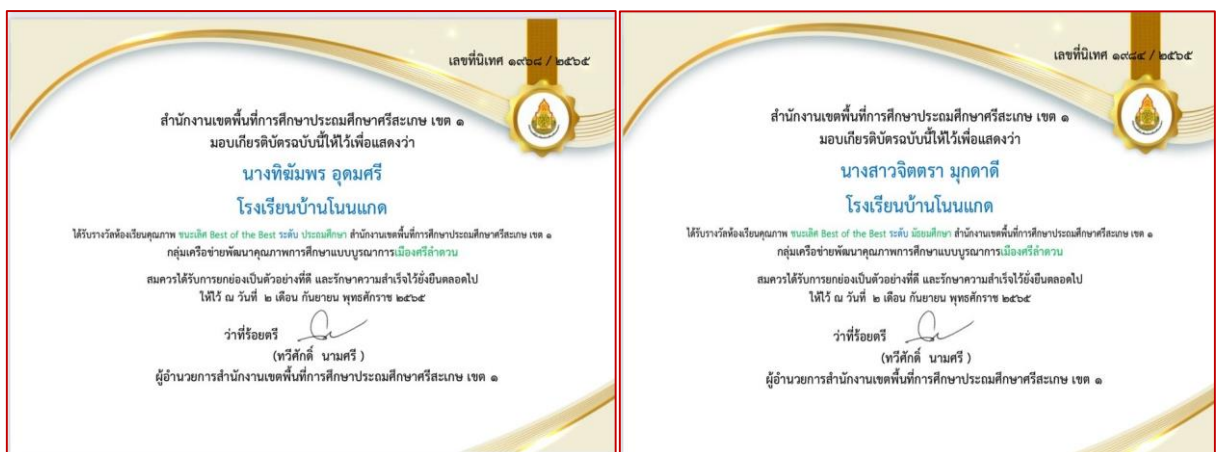 เลขที่นิเทศ ๑๙๖๘ / ๒๕๖๕
สำนักงานเขตพื้นที่การศึกษาประถมศึกษาศรีสะเกษ เขต ๑
มอบเกียรติบัตรฉบับนี้ให้ไว้เพื่อแสดงว่า
นางทิฆัมพร อุดมศรี
โรงเรียนบ้านโนนแกด
ได้รับรางวัลห้องเรียนคุณภาพ ชนะเลิศ Best of the Best ระดับ ประถมศึกษา สำนักงานเขตพื้นที่การศึกษาประถมศึกษาศรีสะเกษ เขต ๑
กลุ่มเครือข่ายพัฒนาคุณภาพการศึกษาแบบบูรณาการเมืองศรีลำดวน
สมควรได้รับการยกย่องเป็นตัวอย่างที่ดี และรักษาความสำเร็จไว้ยั่งยืนตลอดไป
ให้ไว้ ณ วันที่ ๒ เดือน กันยายน พุทธศักราช ๒๕๖๕
ว่าที่ร้อยตรี
(ทวีศักดิ์ นามศรี )
ผู้อำนวยการสำนักงานเขตพื้นที่การศึกษาประถมศึกษาศรีสะเกษ เขต ๑
เลขที่นิเทศ ๑๙๘๔ / ๒๕๖๕
สำนักงานเขตพื้นที่การศึกษาประถมศึกษาศรีสะเกษ เขต ๑
มอบเกียรติบัตรฉบับนี้ให้ไว้เพื่อแสดงว่า
นางสาวจิตตรา มุกดาดี
โรงเรียนบ้านโนนแกด
ได้รับรางวัลห้องเรียนคุณภาพ ชนะเลิศ Best of the Best ระดับ มัธยมศึกษา สำนักงานเขตพื้นที่การศึกษาประถมศึกษาศรีสะเกษ เขต ๑
กลุ่มเครือข่ายพัฒนาคุณภาพการศึกษาแบบบูรณาการเมืองศรีลำดวน
สมควรได้รับการยกย่องเป็นตัวอย่างที่ดี และรักษาความสำเร็จไว้ยั่งยืนตลอดไป
ให้ไว้ ณ วันที่ ๒ เดือน กันยายน พุทธศักราช ๒๕๖๕
ว่าที่ร้อยตรี
(ทวีศักดิ์ นามศรี )
ผู้อำนวยการสำนักงานเขตพื้นที่การศึกษาประถมศึกษาศรีสะเกษ เขต ๑